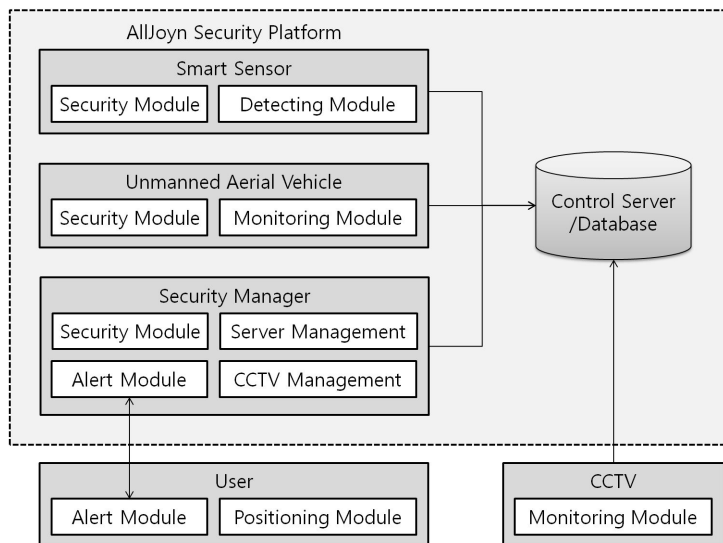 AllJoyn Security Platform
Smart Sensor
Security Module
Detecting Module
Unmanned Aerial Vehicle
Security Module
Monitoring Module
Control Server
/Database
Security Manager
Security Module
Server Management
Alert Module
CCTV Management
User
Alert Module
Positioning Module
CCTV
Monitoring Module